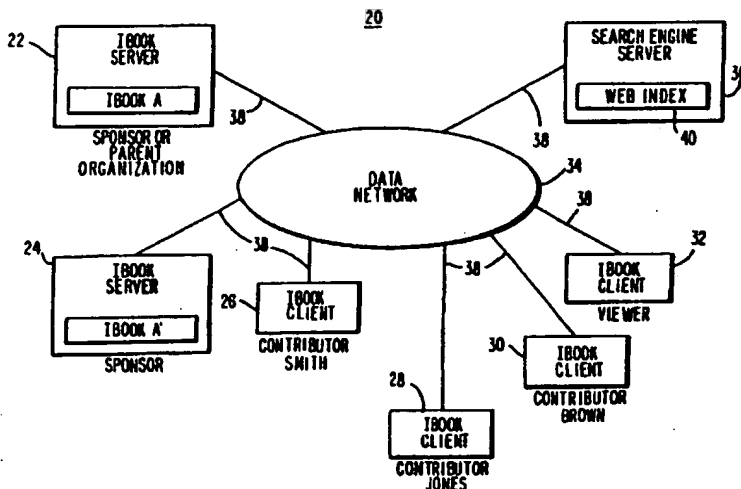 20
22
IBOOK
SERVER
IBOOK A
SPONSOR OR
PARENT
ORGANIZATION
38
SEARCH ENGINE
SERVER
WEB INDEX
40
38
DATA
NETWORK
34
24
IBOOK
SERVER
IBOOK A'
SPONSOR
38
26
IBOOK
CLIENT
CONTRIBUTOR
SMITH
38
28
IBOOK
CLIENT
CONTRIBUTOR
JONES
30
IBOOK
CLIENT
CONTRIBUTOR
BROWN
38
32
IBOOK
CLIENT
VIEWER